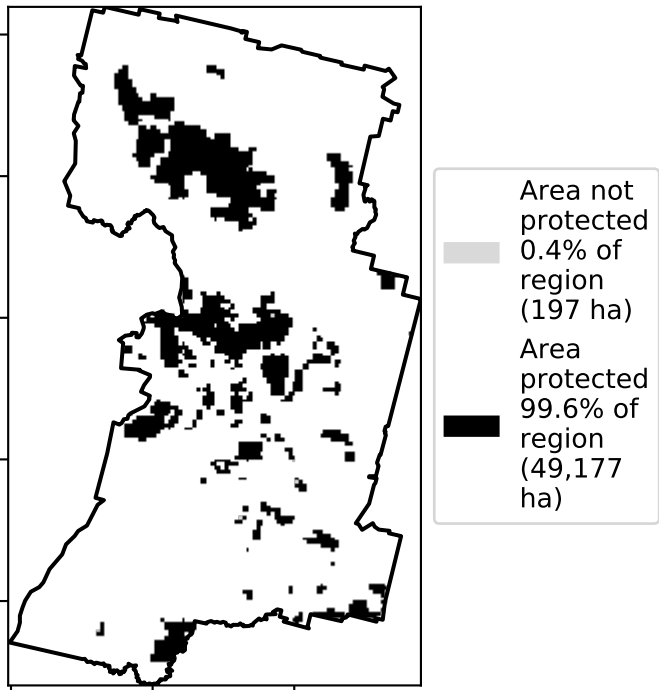 Area not
protected
0.4% of
region
(197 ha)
Area
protected
99.6% of
region
(49,177
ha)